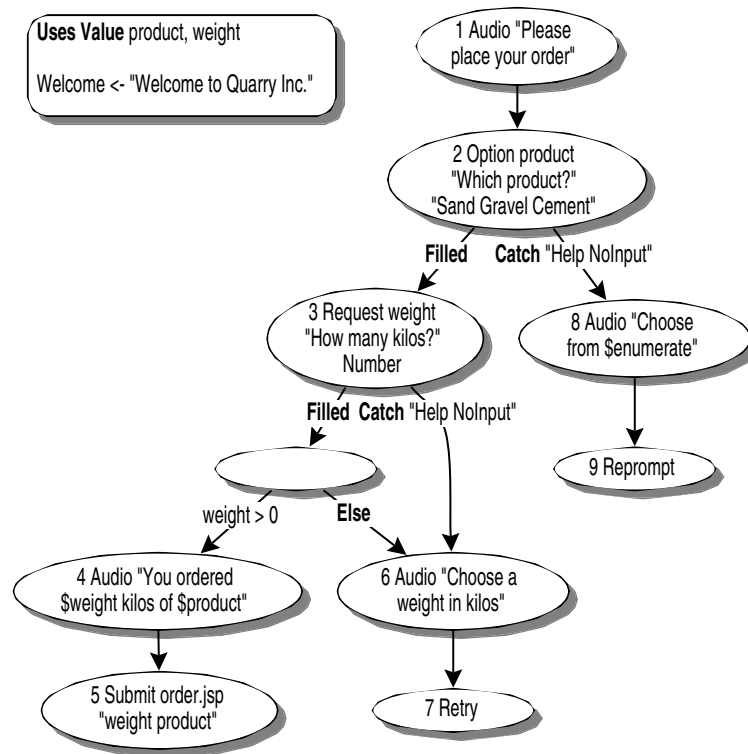 Uses Value product, weight
Welcome <- "Welcome to Quarry Inc."
1 Audio "Please
place your order"
2 Option product
"Which product?"
"Sand Gravel Cement"
Filled
Catch "Help NoInput"
3 Request weight
"How many kilos?"
Number
8 Audio "Choose
from $enumerate"
Filled Catch "Help NoInput"
9 Reprompt
weight > 0
Else
4 Audio "You ordered
$weight kilos of $product"
6 Audio "Choose a
weight in kilos"
5 Submit order.jsp
"weight product"
7 Retry